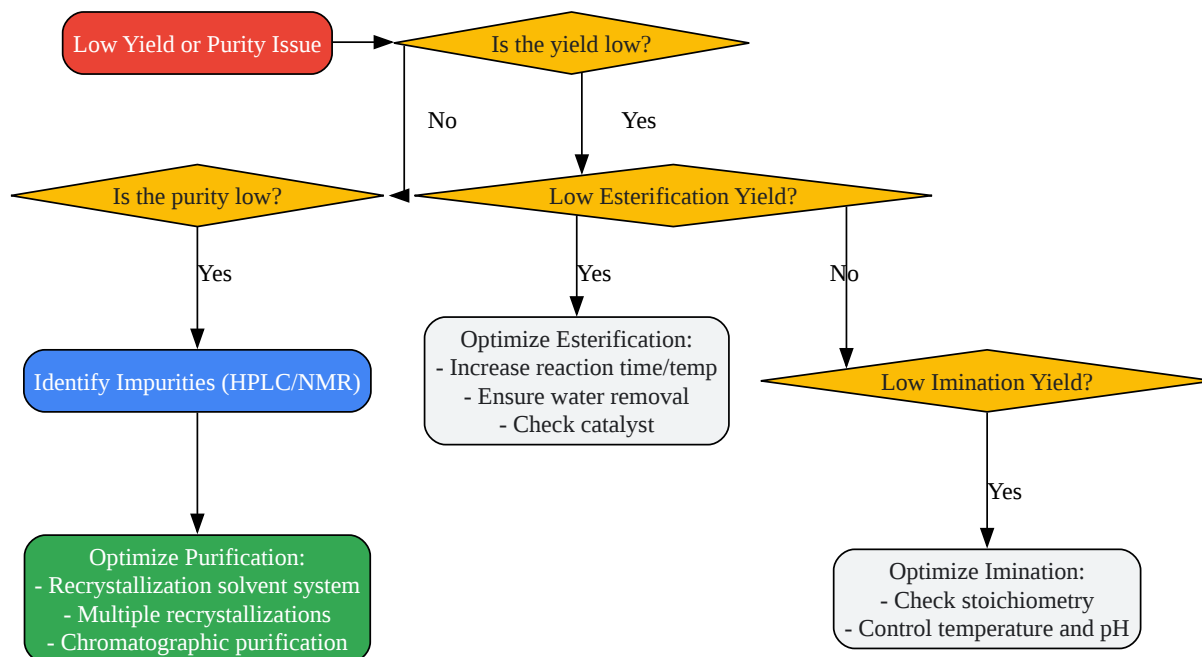 Low Yield or Purity Issue
Is the yield low?
No
Yes
Is the purity low?
Low Esterification Yield?
Yes
Yes
No
Optimize Esterification:
- Increase reaction time/temp
- Ensure water removal
- Check catalyst
Identify Impurities (HPLC/NMR)
Low Imination Yield?
Yes
Optimize Purification:
- Recrystallization solvent system
- Multiple recrystallizations
- Chromatographic purification
Optimize Imination:
- Check stoichiometry
- Control temperature and pH